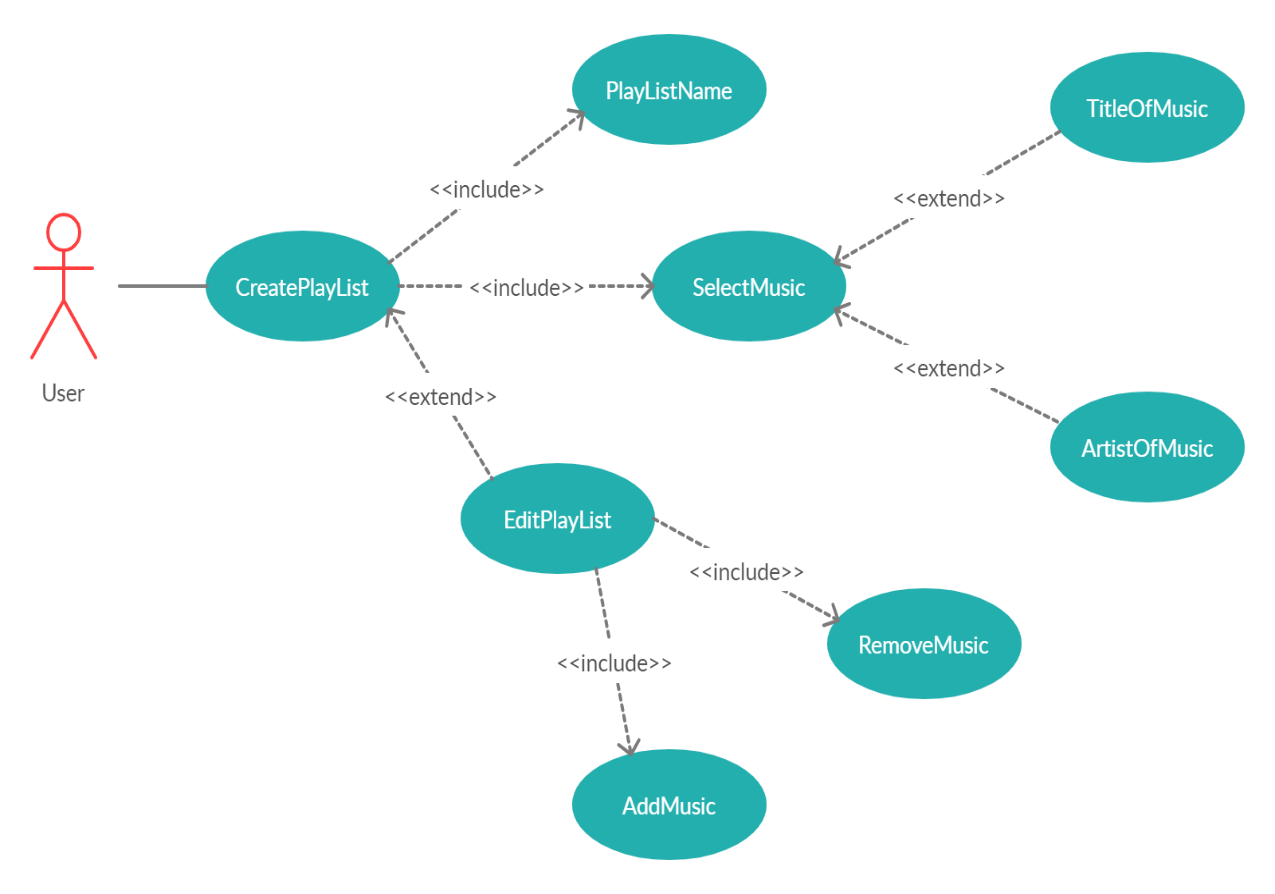 PlayListName
TitleOfMusic
<<include>>
<<extend>>
CreatePlayList
<<include>>
SelectMusic
<<extend>>
User
<<extend>>
ArtistOfMusic
EditPlayList
<<include>>
RemoveMusic
<<include>>
AddMusic